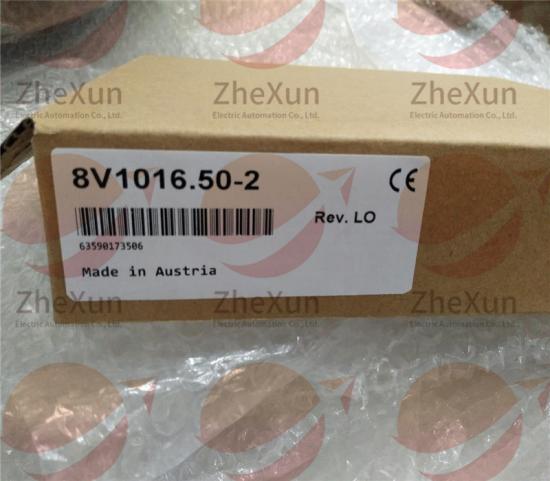 ZheXun ZheXun ZheXun
Electric Automation Co., Ltd. Electric Automation Co., Ltd. Electric Automation Co., Ltd.
8V1016.50-2
CE
Rev. LO
63590173506
Made in Austria
ZheXun ZheXun ZheXun
Electric Automation Co., Ltd. Electric Automation Co., Ltd. Electric Automation Co., Ltd.